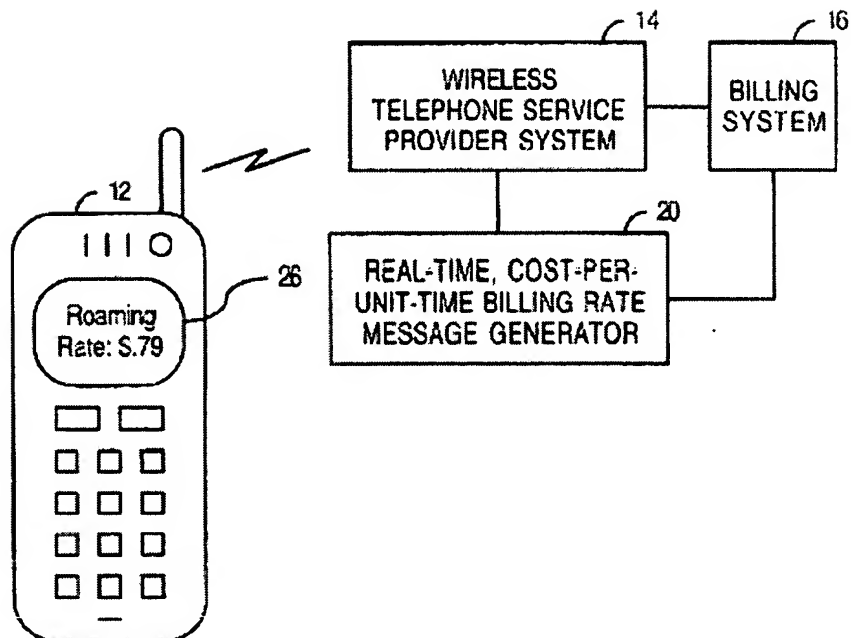 14
16
WIRELESS
TELEPHONE SERVICE
PROVIDER SYSTEM
BILLING
SYSTEM
12
20
26
REAL-TIME, COST-PER-
UNIT-TIME BILLING RATE
MESSAGE GENERATOR
Roaming
Rate: $.79